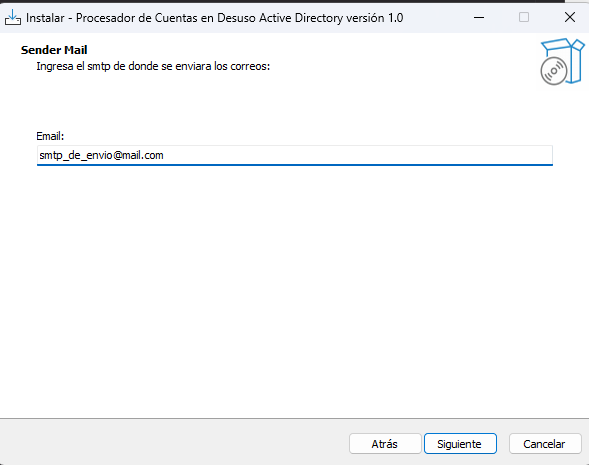 Instalar - Procesador de Cuentas en Desuso Active Directory versión 1.0
Sender Mail
Ingresa el smtp de donde se enviara los correos:
Email:
smtp_de_envio@mail.com
Atrás
Siguiente
Cancelar